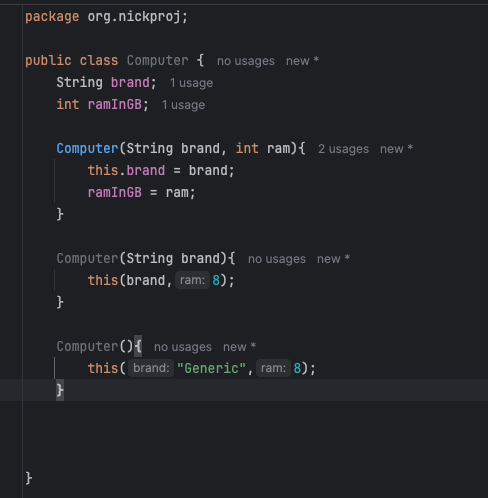 package org.nickproj;
public class Computer { no usages new *
String brand; 1 usage
int ramInGB; 1 usage
Computer(String brand, int ram){ 2 usages new *
this.brand = brand;
ramInGB = ram;
}
Computer(String brand){ no usages new *
this(brand, ram: 8);
}
Computer(){ no usages new *
this( brand: "Generic", ram: 8);
}
}